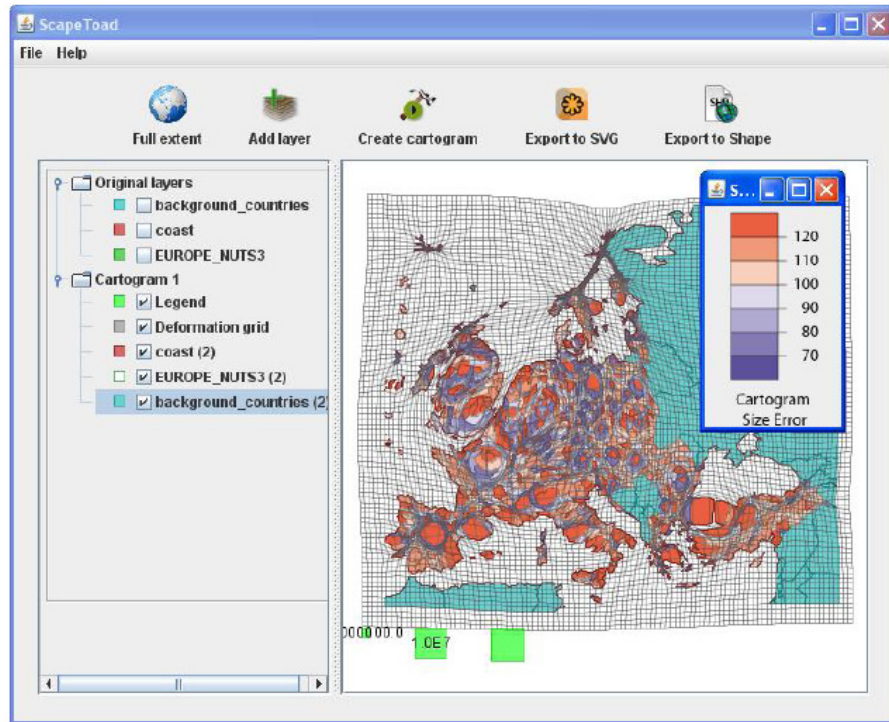 ScapeToad
File Help
Full extent Add layer Create cartogram Export to SVG Export to Shape
Original layers
background_countries
coast
EUROPE_NUTS3
Cartogram 1
Legend
Deformation grid
coast (2)
EUROPE_NUTS3 (2)
background_countries (2)
S...
120
110
100
90
80
70
Cartogram
Size Error
1.0E7